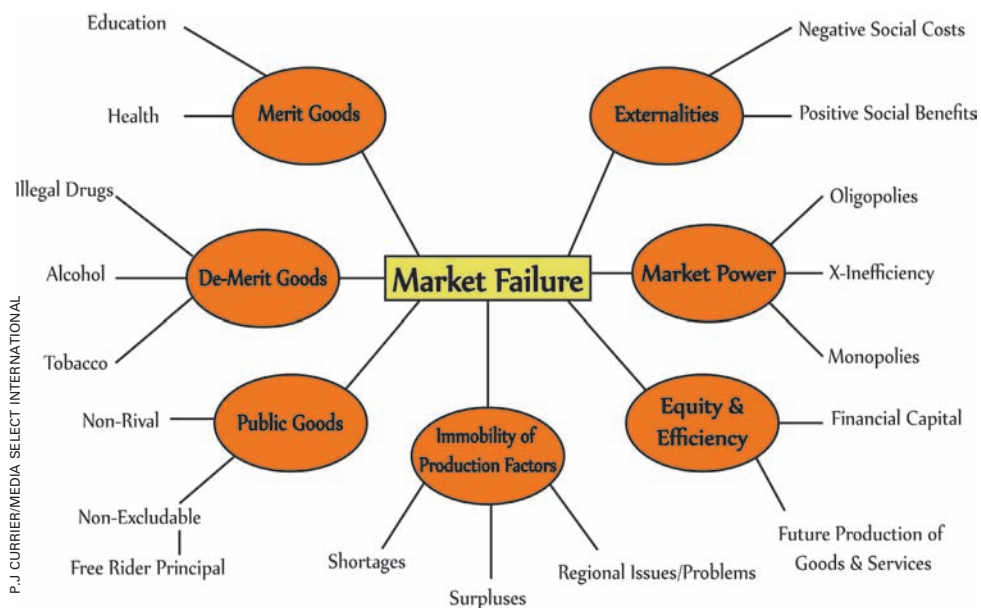 Education
Health
Merit Goods
Illegal Drugs
Alcohol
Tobacco
De-Merit Goods
Non-Rival
Non-Excludable
Free Rider Principal
Public Goods
Market Failure
Immobility of
Production Factors
Shortages
Surpluses
Regional Issues/Problems
Externalities
Negative Social Costs
Positive Social Benefits
Market Power
Oligopolies
X-Inefficiency
Monopolies
Equity &
Efficiency
Financial Capital
Future Production of
Goods & Services
P.J CURRIER/MEDIA SELECT INTERNATIONAL